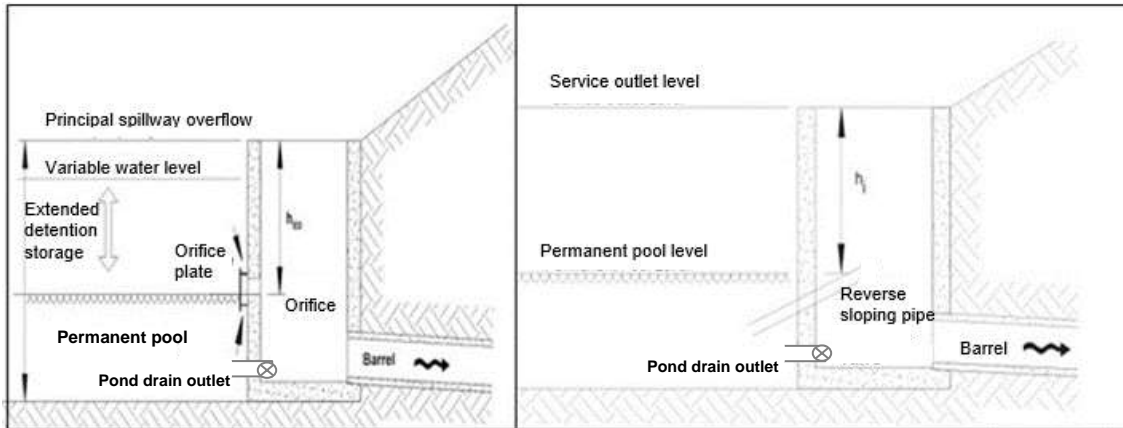 Principal spillway overflow
Variable water level
Extended
detention
storage
Orifice
plate
Orifice
Permanent pool
Pond drain outlet
Barrel
Service outlet level
Permanent pool level
Reverse
sloping pipe
Pond drain outlet
Barrel